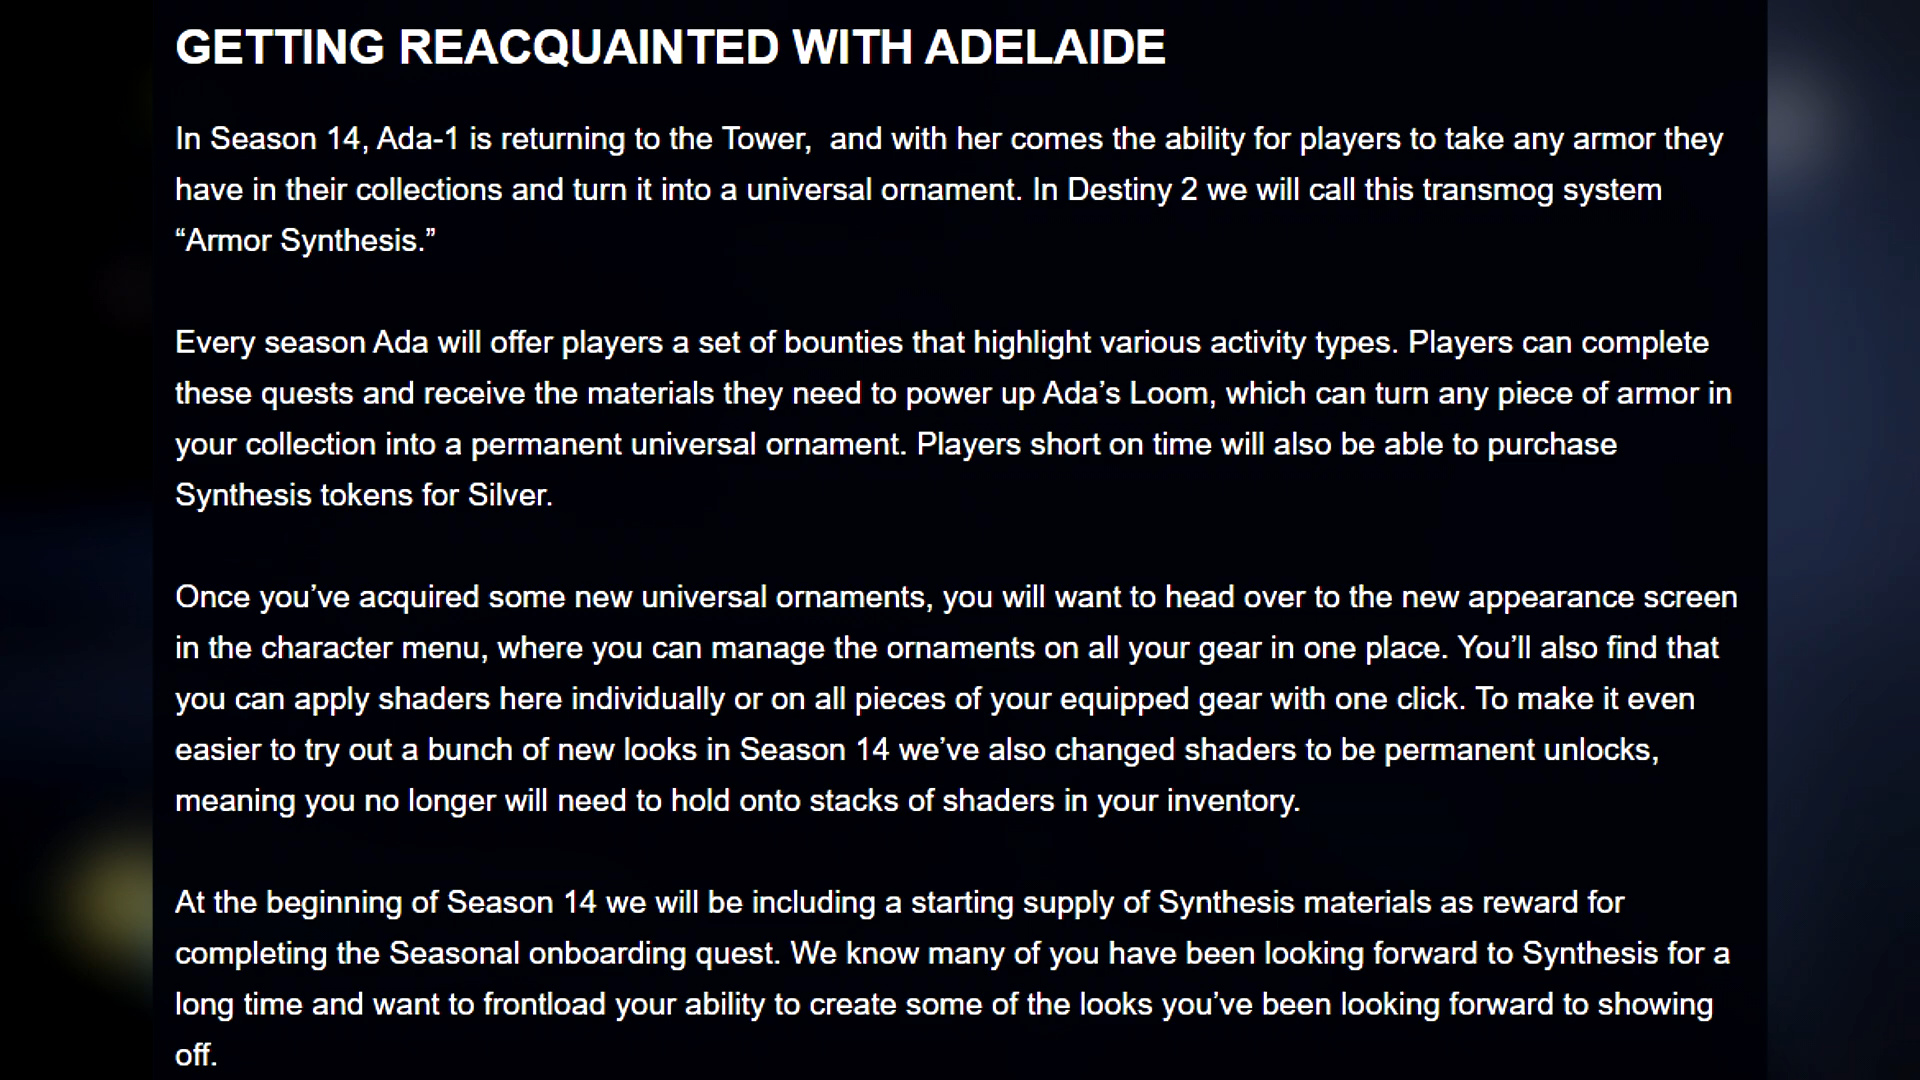 GETTING REACQUAINTED WITH ADELAIDE
In Season 14, Ada-1 is returning to the Tower,  and with her comes the ability for players to take any armor they
have in their collections and turn it into a universal ornament. In Destiny 2 we will call this transmog system
“Armor Synthesis.”
Every season Ada will offer players a set of bounties that highlight various activity types. Players can complete
these quests and receive the materials they need to power up Ada’s Loom, which can turn any piece of armor in
your collection into a permanent universal ornament. Players short on time will also be able to purchase
Synthesis tokens for Silver.
Once you’ve acquired some new universal ornaments, you will want to head over to the new appearance screen
in the character menu, where you can manage the ornaments on all your gear in one place. You’ll also find that
you can apply shaders here individually or on all pieces of your equipped gear with one click. To make it even
easier to try out a bunch of new looks in Season 14 we’ve also changed shaders to be permanent unlocks,
meaning you no longer will need to hold onto stacks of shaders in your inventory.
At the beginning of Season 14 we will be including a starting supply of Synthesis materials as reward for
completing the Seasonal onboarding quest. We know many of you have been looking forward to Synthesis for a
long time and want to frontload your ability to create some of the looks you’ve been looking forward to showing
off.